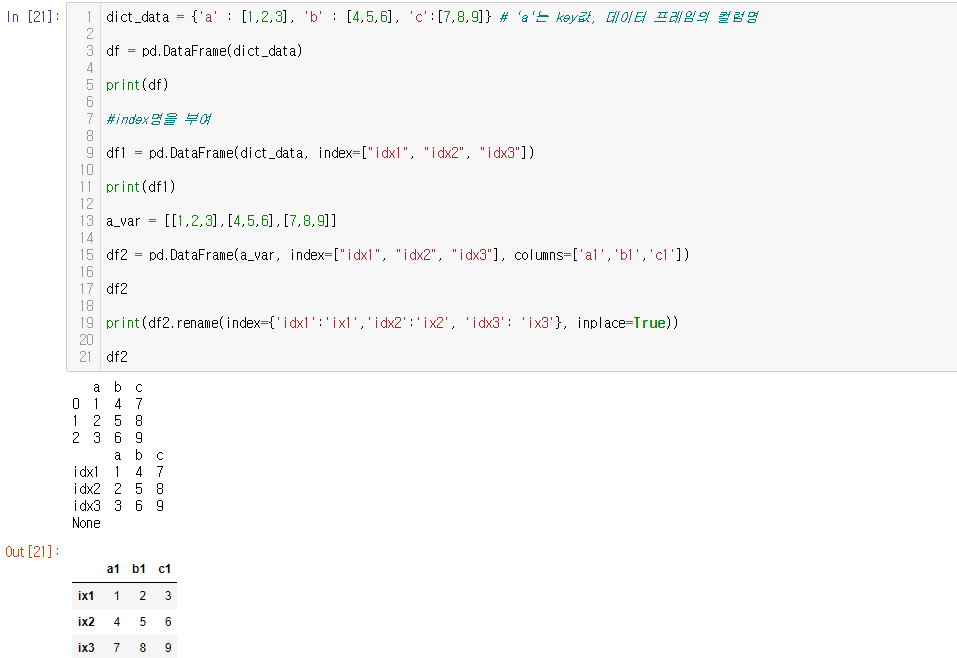 In [21]:
1 dict_data = {'a' : [1,2,3], 'b' : [4,5,6], 'c':[7,8,9]} # 'a'는 key값, 데이터 프레임의 컬럼명
2
3 df = pd.DataFrame(dict_data)
4
5 print(df)
6
7 #index명을 부여
8
9 df1 = pd.DataFrame(dict_data, index=["idx1", "idx2", "idx3"])
10
11 print(df1)
12
13 a_var = [[1,2,3],[4,5,6],[7,8,9]]
14
15 df2 = pd.DataFrame(a_var, index=["idx1", "idx2", "idx3"], columns=['a1','b1','c1'])
16
17 df2
18
19 print(df2.rename(index={'idx1':'ix1','idx2':'ix2', 'idx3': 'ix3'}, inplace=True))
20
21 df2
a b c
0 1 4 7
1 2 5 8
2 3 6 9
a b c
idx1 1 4 7
idx2 2 5 8
idx3 3 6 9
None
Out[21]:
a1 b1 c1
ix1 1 2 3
ix2 4 5 6
ix3 7 8 9